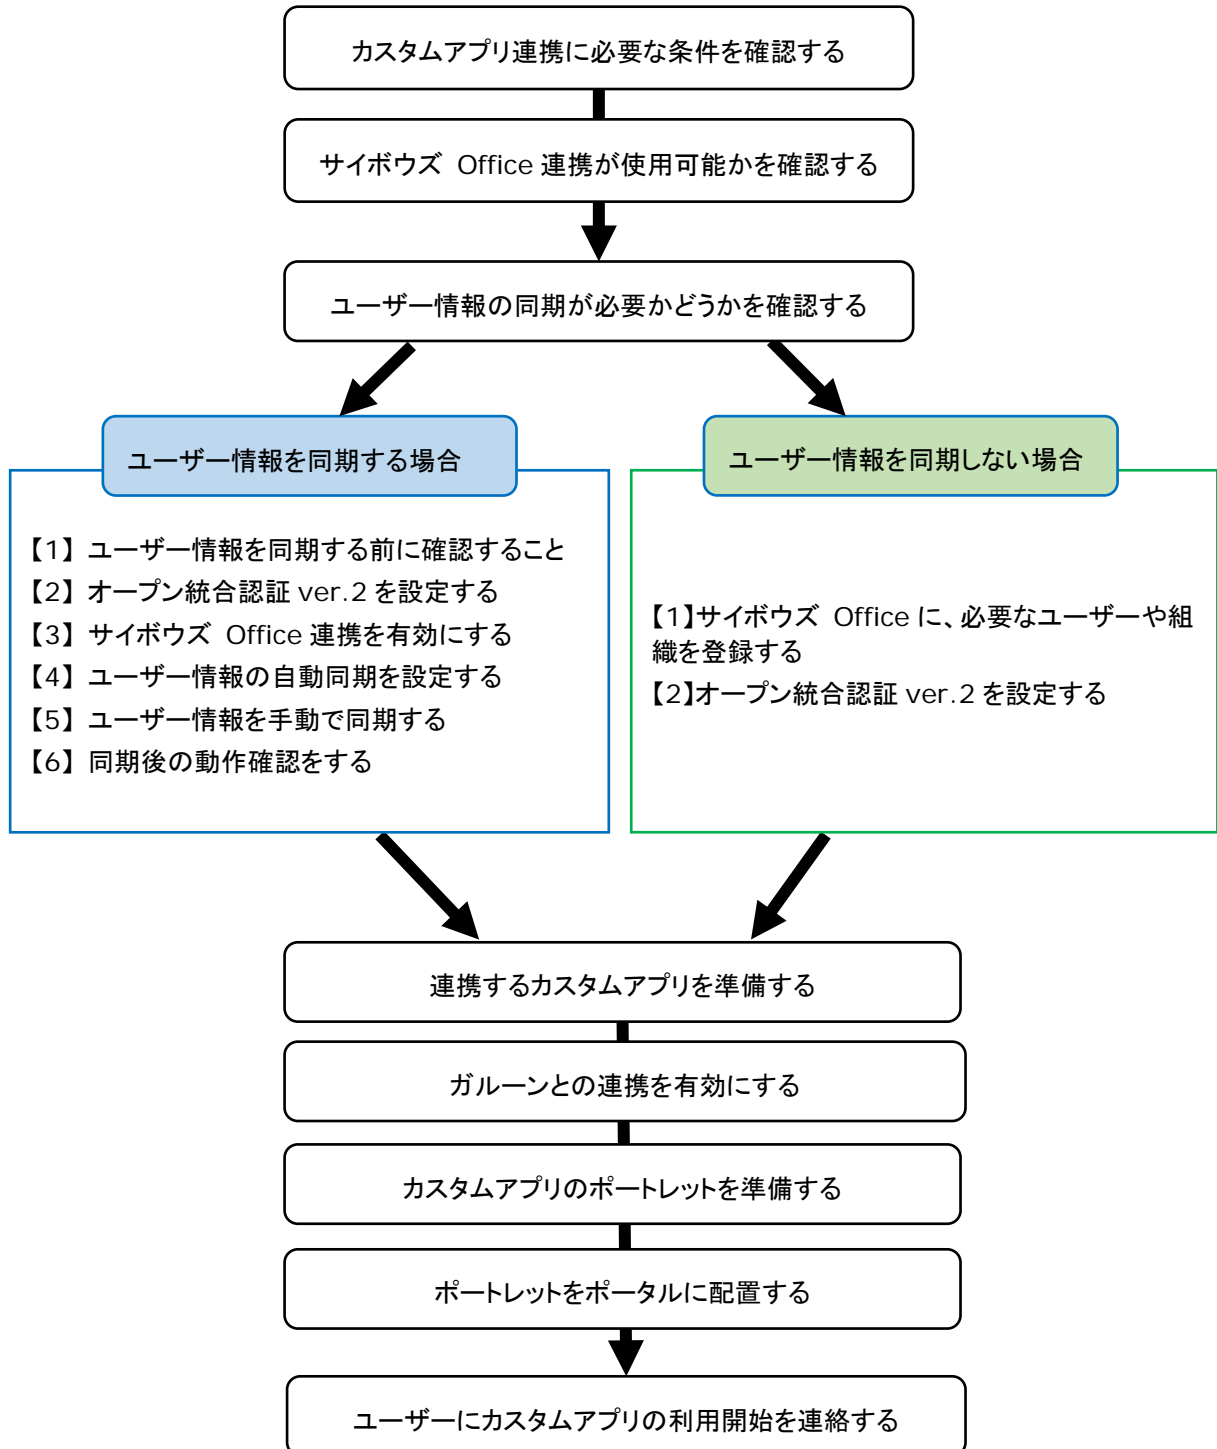 カスタムアプリ連携に必要な条件を確認する
サイボウズ Office 連携が使用可能かを確認する
ユーザー情報の同期が必要かどうかを確認する
ユーザー情報を同期する場合
【1】 ユーザー情報を同期する前に確認すること
【2】 オープン統合認証 ver.2 を設定する
【3】 サイボウズ Office 連携を有効にする
【4】 ユーザー情報の自動同期を設定する
【5】 ユーザー情報を手動で同期する
【6】 同期後の動作確認をする
ユーザー情報を同期しない場合
【1】サイボウズ Office に、必要なユーザーや組
織を登録する
【2】オープン統合認証 ver.2 を設定する
連携するカスタムアプリを準備する
ガルーンとの連携を有効にする
カスタムアプリのポートレットを準備する
ポートレットをポータルに配置する
ユーザーにカスタムアプリの利用開始を連絡する